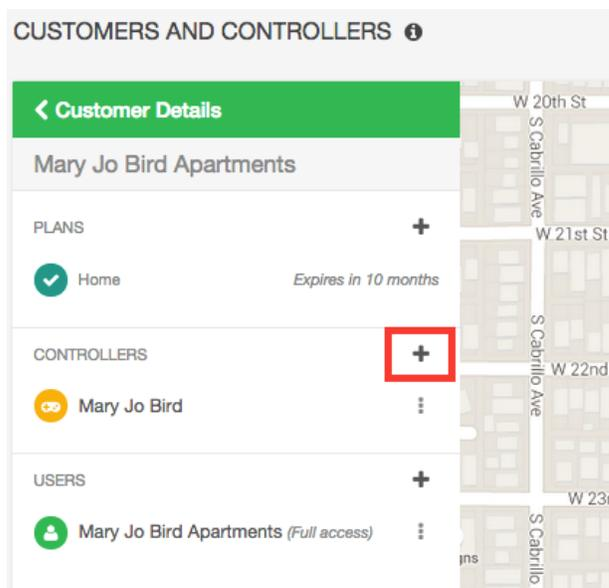 CUSTOMERS AND CONTROLLERS
Customer Details
Mary Jo Bird Apartments
PLANS
Home
Expires in 10 months
CONTROLLERS
Mary Jo Bird
USERS
Mary Jo Bird Apartments (Full access)
W 20th St
S Cabrillo Ave
W 21st St
S Cabrillo Ave
W 22nd
W 23
S Cabrillo
gns